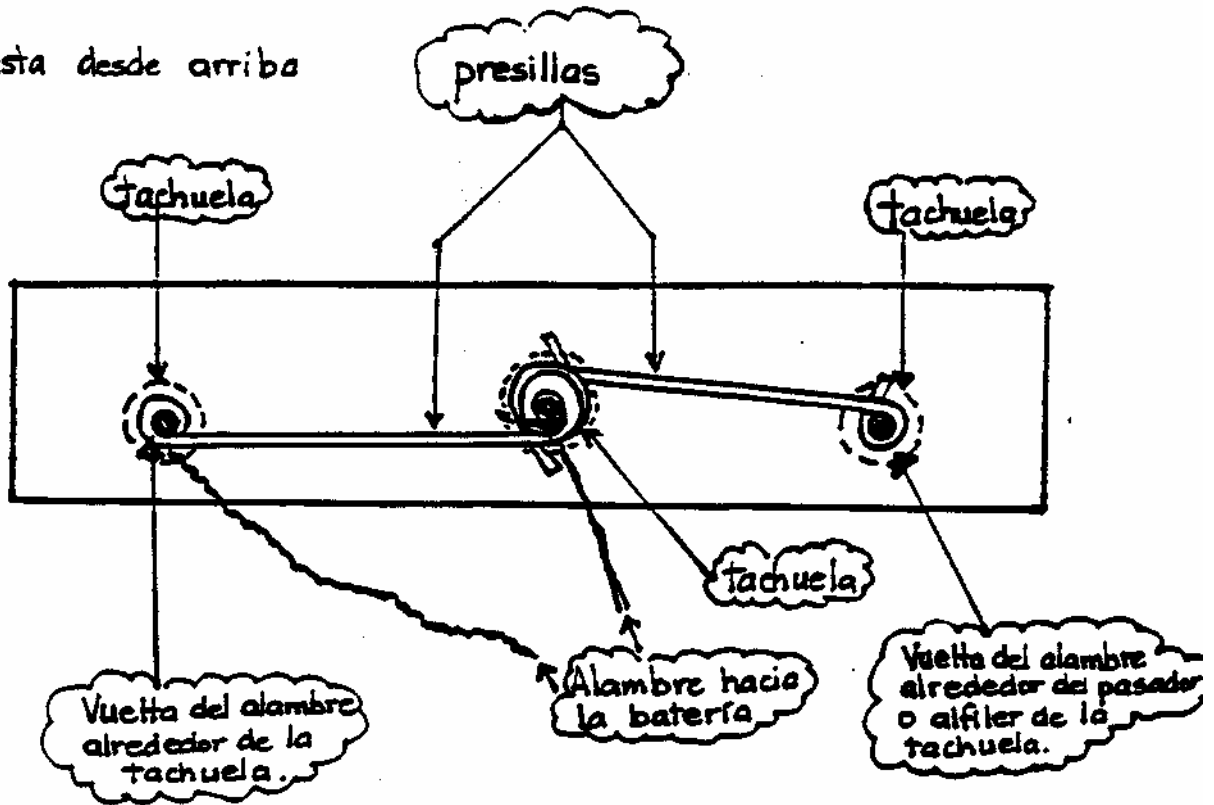 sta desde arriba
presillas
tachuela
tachuela
tachuela
Alambre hacia
la batería
Vuelta del alambre
alrededor de la
tachuela.
Vuelta del alambre
alrededor del pasador
o alfiler de la
tachuela.